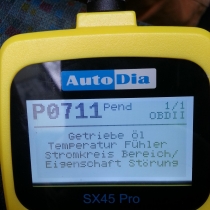 AutoDia
P0711 Pend 1/1
OBDII
Getriebe Öl
Temperatur Fühler
Stromkreis Bereich/
Eigenschaft Störung
SX45 Pro